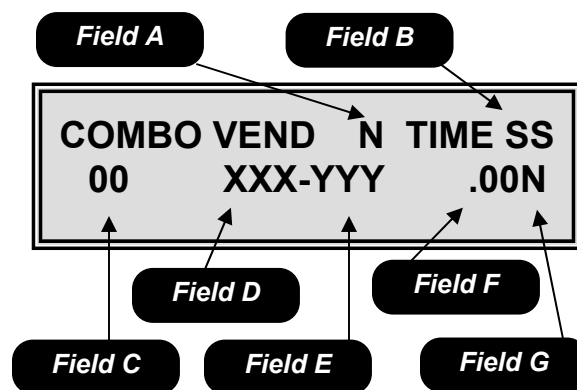 Field A
Field B
COMBO VEND N TIME SS
00 XXX-YYY .00N
Field D
Field F
Field C
Field E
Field G